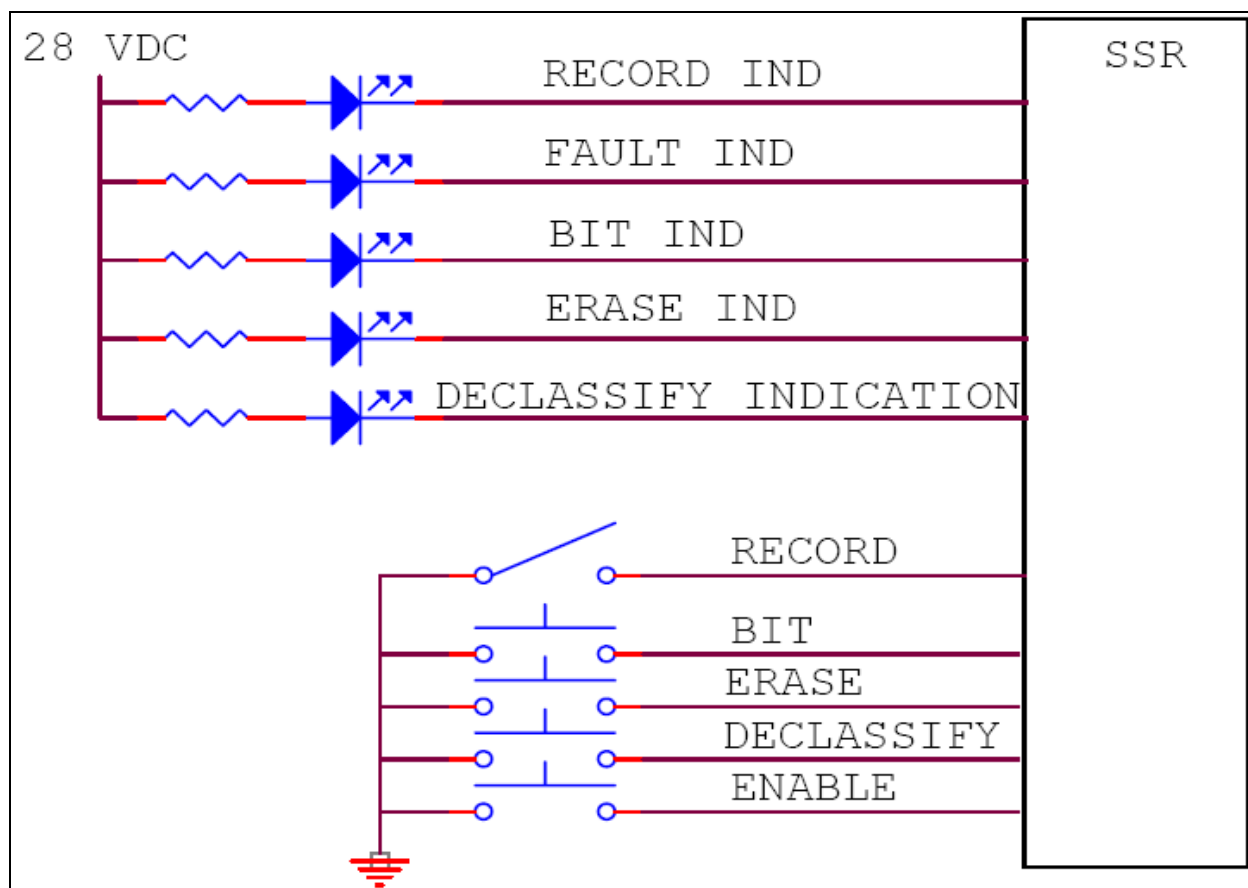 28 VDC
SSR
RECORD IND
FAULT IND
BIT IND
ERASE IND
DECLASSIFY INDICATION
RECORD
BIT
ERASE
DECLASSIFY
ENABLE